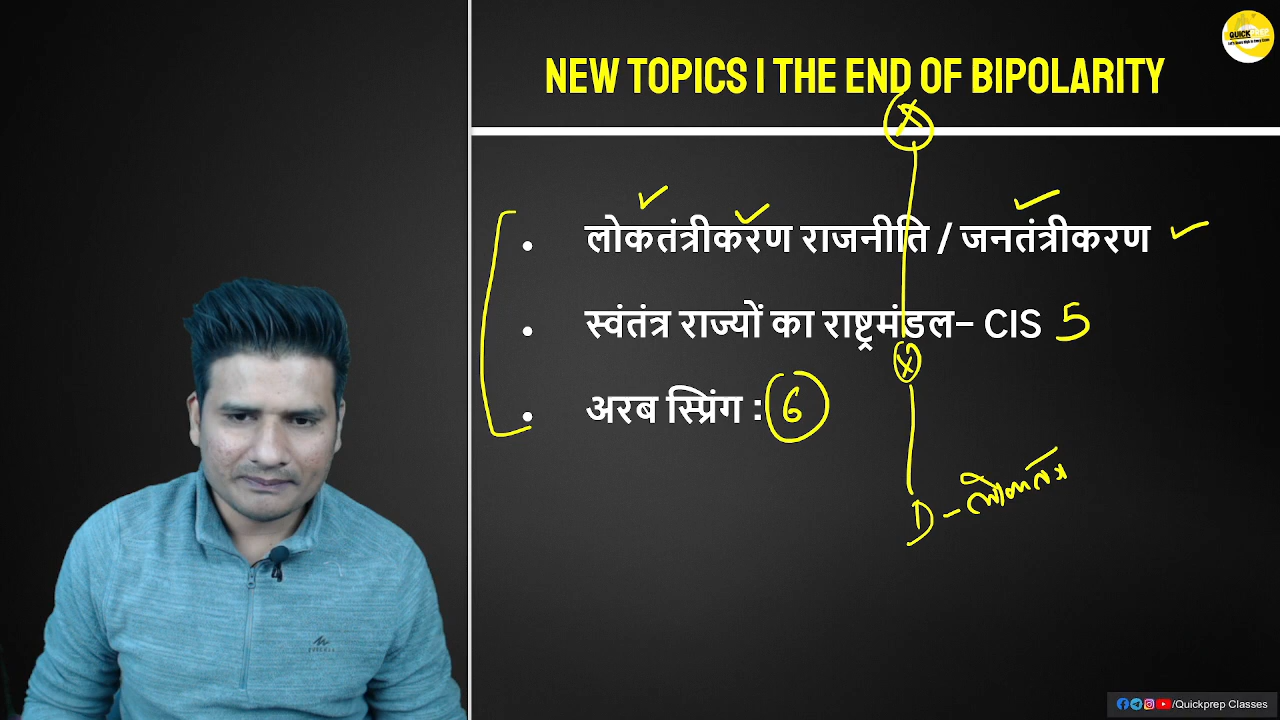 QUICKPREP
NEW TOPICS I THE END OF BIPOLARITY
• लोकतंत्रीकरण राजनीति / जनतंत्रीकरण
• स्वंतंत्र राज्यों का राष्ट्रमंडल– CIS 5
• अरब स्प्रिंग : 6
D - लोकतंत्र
/Quickprep Classes